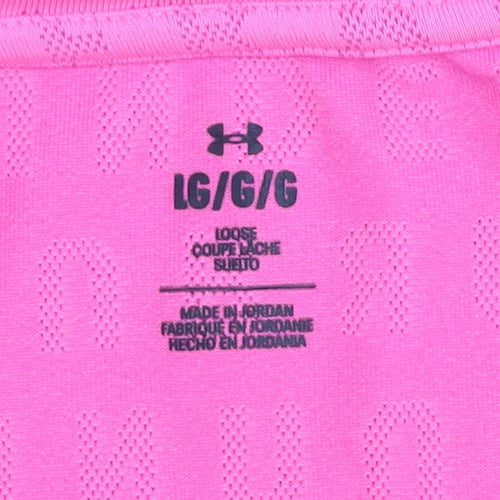 LG/G/G
LOOSE
COUPE LÂCHE
SUELTO
MADE IN JORDAN
FABRIQUÉ EN JORDANIE
HECHO EN JORDANIA